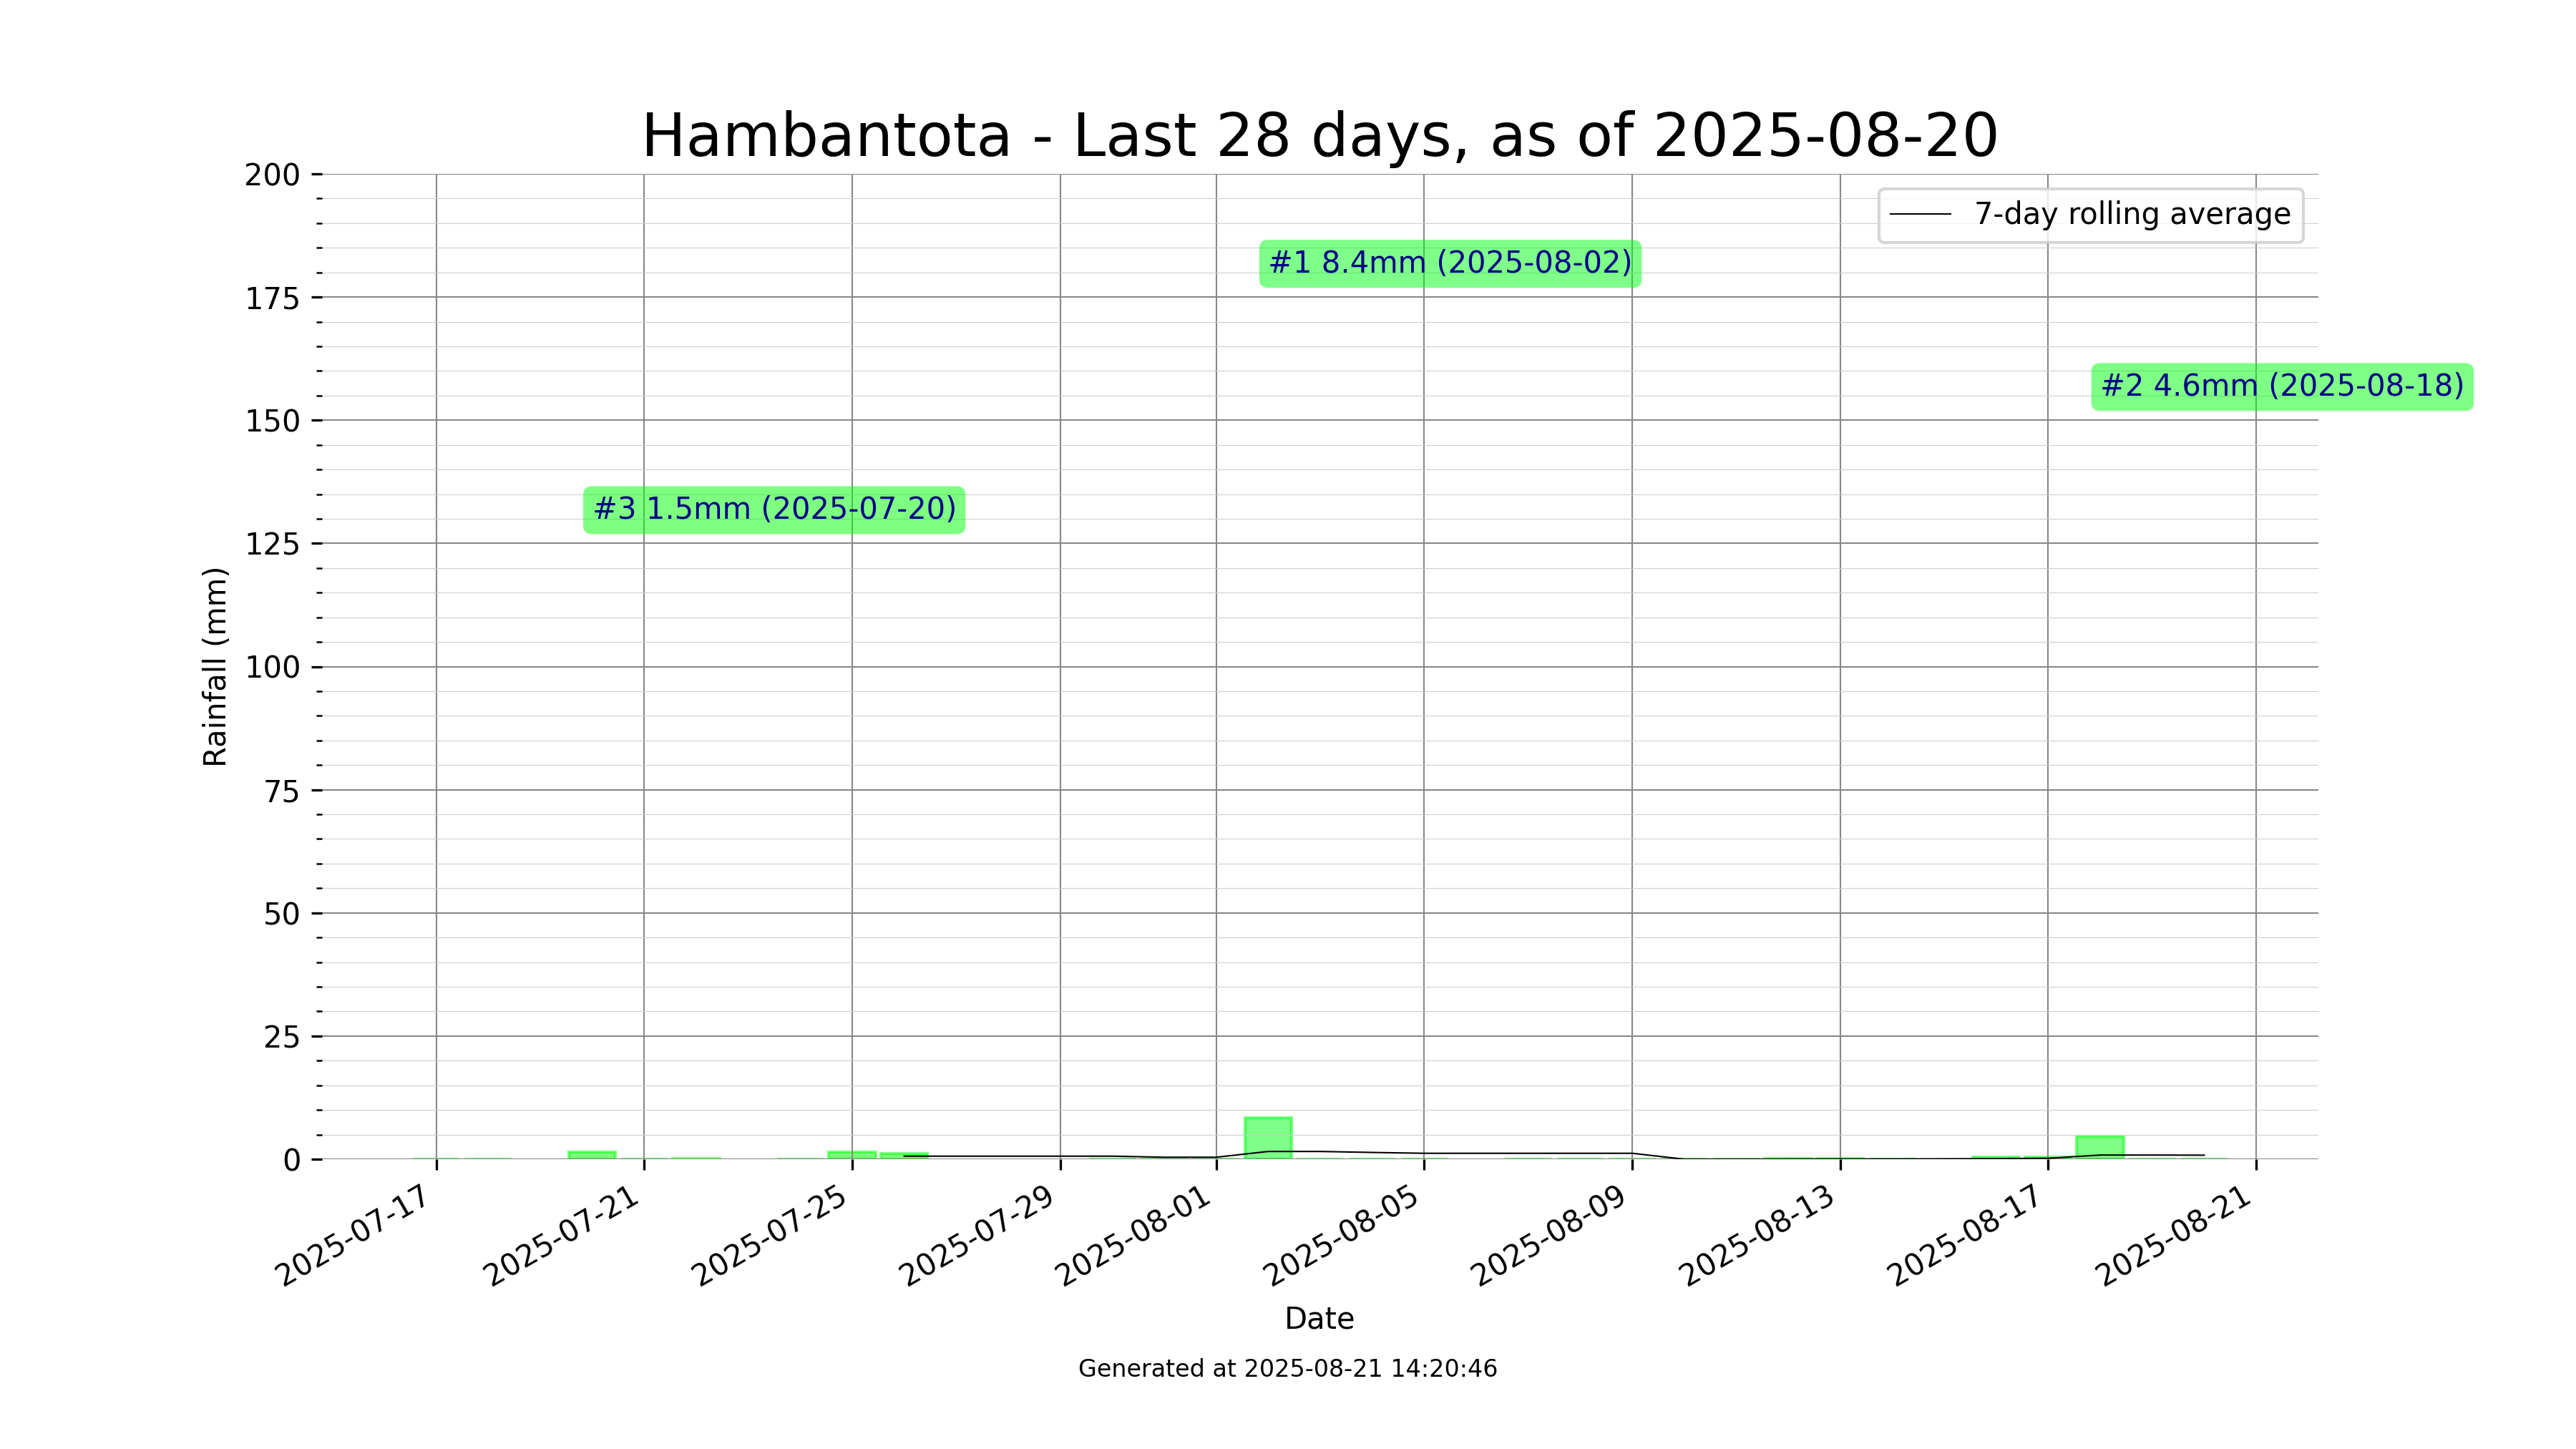 Hambantota - Last 28 days, as of 2025-08-20
200
175
150
125
100
75
50
25
0
Rainfall (mm)
7-day rolling average
#1 8.4mm (2025-08-02)
#2 4.6mm (2025-08-18)
#3 1.5mm (2025-07-20)
2025-07-17
2025-07-21
2025-07-25
2025-07-29
2025-08-01
2025-08-05
2025-08-09
2025-08-13
2025-08-17
2025-08-21
Date
Generated at 2025-08-21 14:20:46